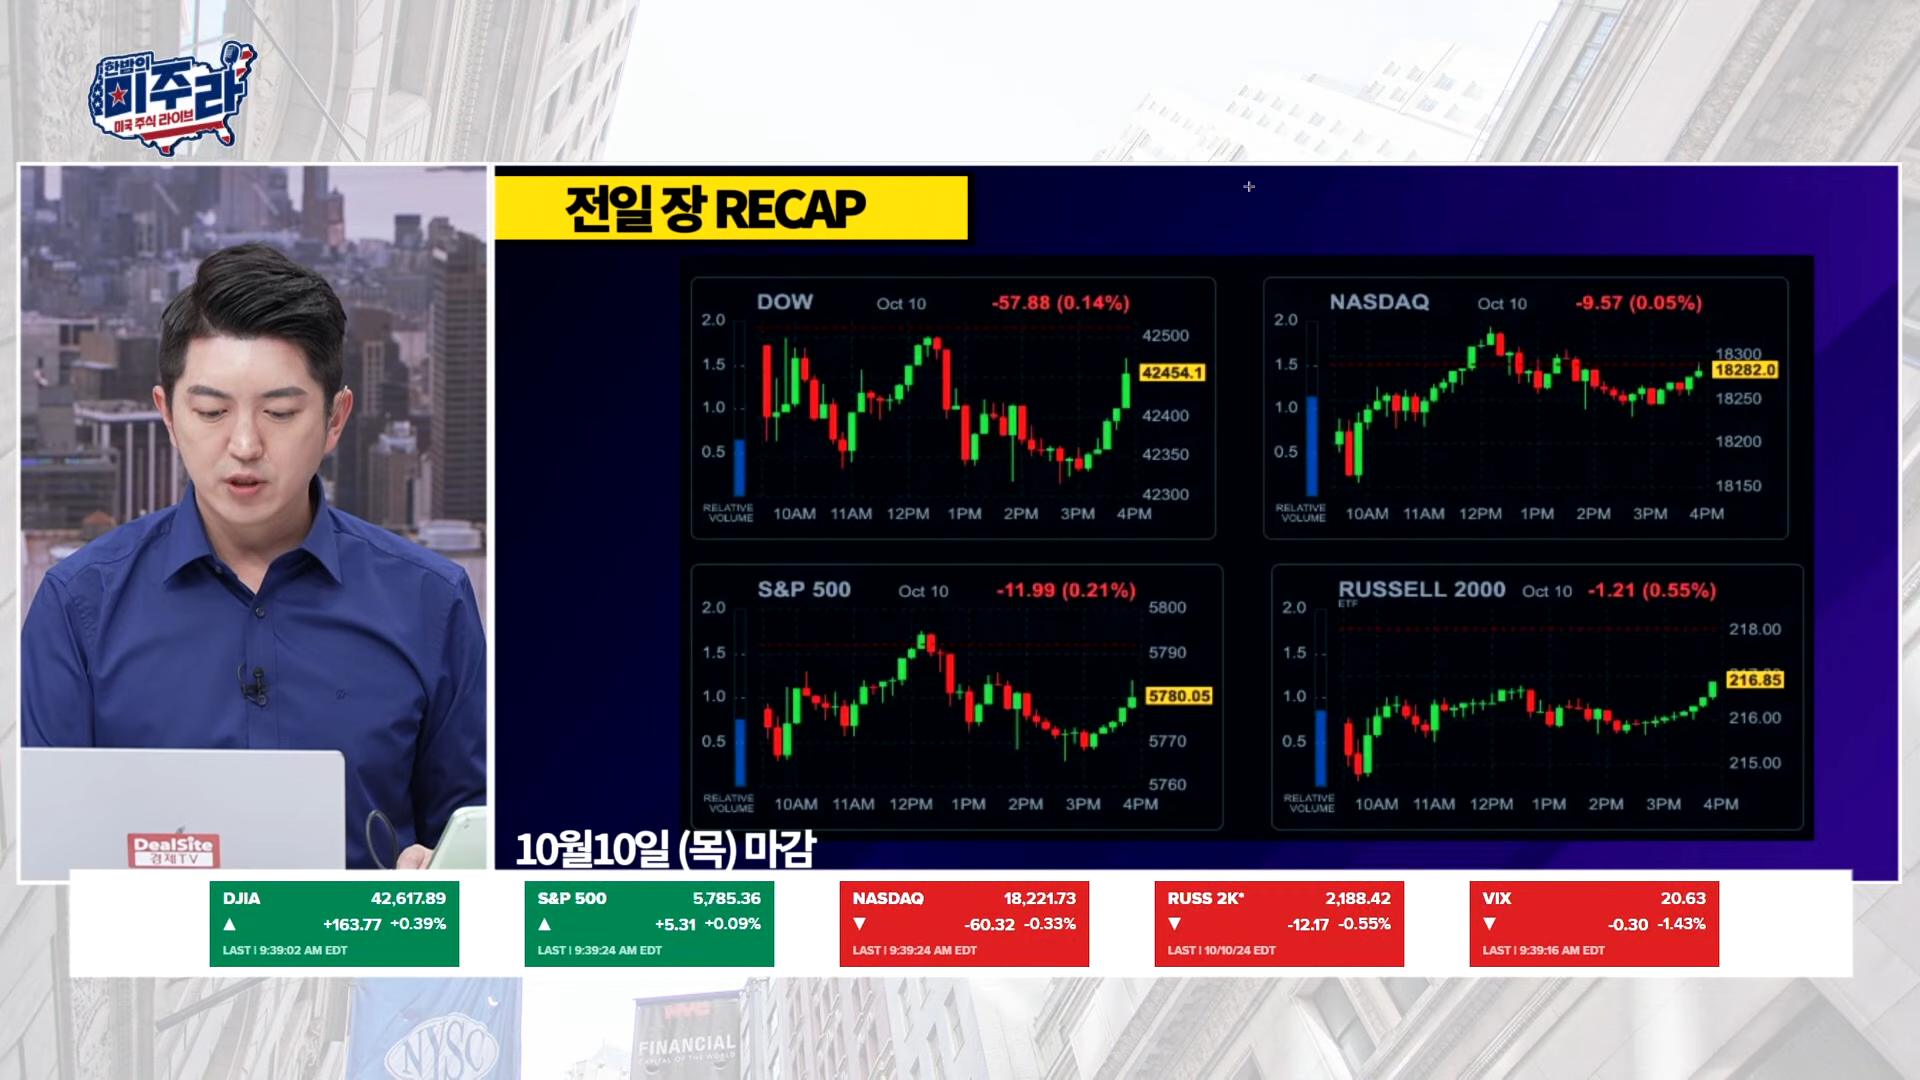 한밤의
미주라
미국 주식 라이브
전일 장 RECAP
DOW Oct 10 -57.88 (0.14%)
2.0
1.5
1.0
0.5
42500
42454.1
42400
42350
42300
RELATIVE VOLUME
10AM 11AM 12PM 1PM 2PM 3PM 4PM
NASDAQ Oct 10 -9.57 (0.05%)
2.0
1.5
1.0
0.5
18300
18282.0
18250
18200
18150
RELATIVE VOLUME
10AM 11AM 12PM 1PM 2PM 3PM 4PM
S&P 500 Oct 10 -11.99 (0.21%)
2.0
1.5
1.0
0.5
5800
5790
5780.05
5770
5760
RELATIVE VOLUME
10AM 11AM 12PM 1PM 2PM 3PM 4PM
RUSSELL 2000 Oct 10 -1.21 (0.55%)
ETF
2.0
1.5
1.0
0.5
218.00
216.85
216.00
215.00
RELATIVE VOLUME
10AM 11AM 12PM 1PM 2PM 3PM 4PM
DealSite
경제TV
10월10일 (목) 마감
DJIA 42,617.89
▲ +163.77 +0.39%
LAST | 9:39:02 AM EDT
S&P 500 5,785.36
▲ +5.31 +0.09%
LAST | 9:39:24 AM EDT
NASDAQ 18,221.73
▼ -60.32 -0.33%
LAST | 9:39:24 AM EDT
RUSS 2K* 2,188.42
▼ -12.17 -0.55%
LAST | 10/10/24 EDT
VIX 20.63
▼ -0.30 -1.43%
LAST | 9:39:16 AM EDT
NYSC
NYC
FINANCIAL
CAPITAL OF THE WORLD